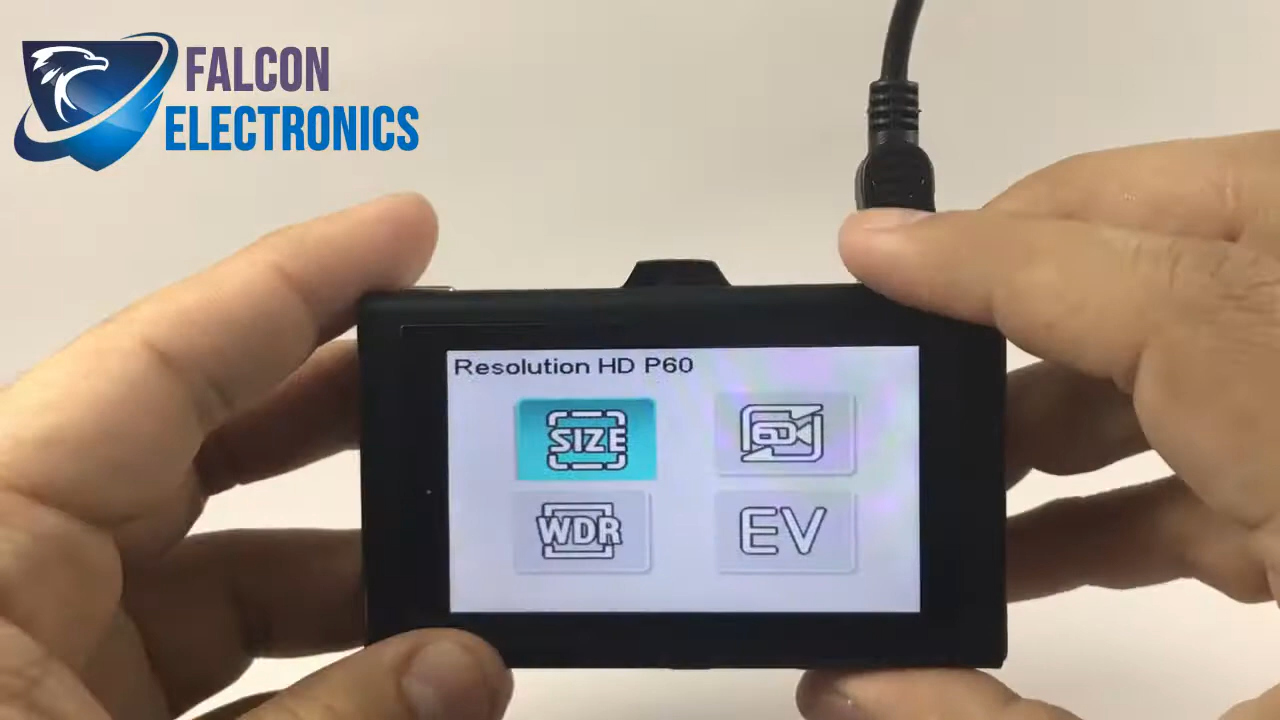 FALCON
ELECTRONICS
Resolution HD P60
SIZE
WDR
EV